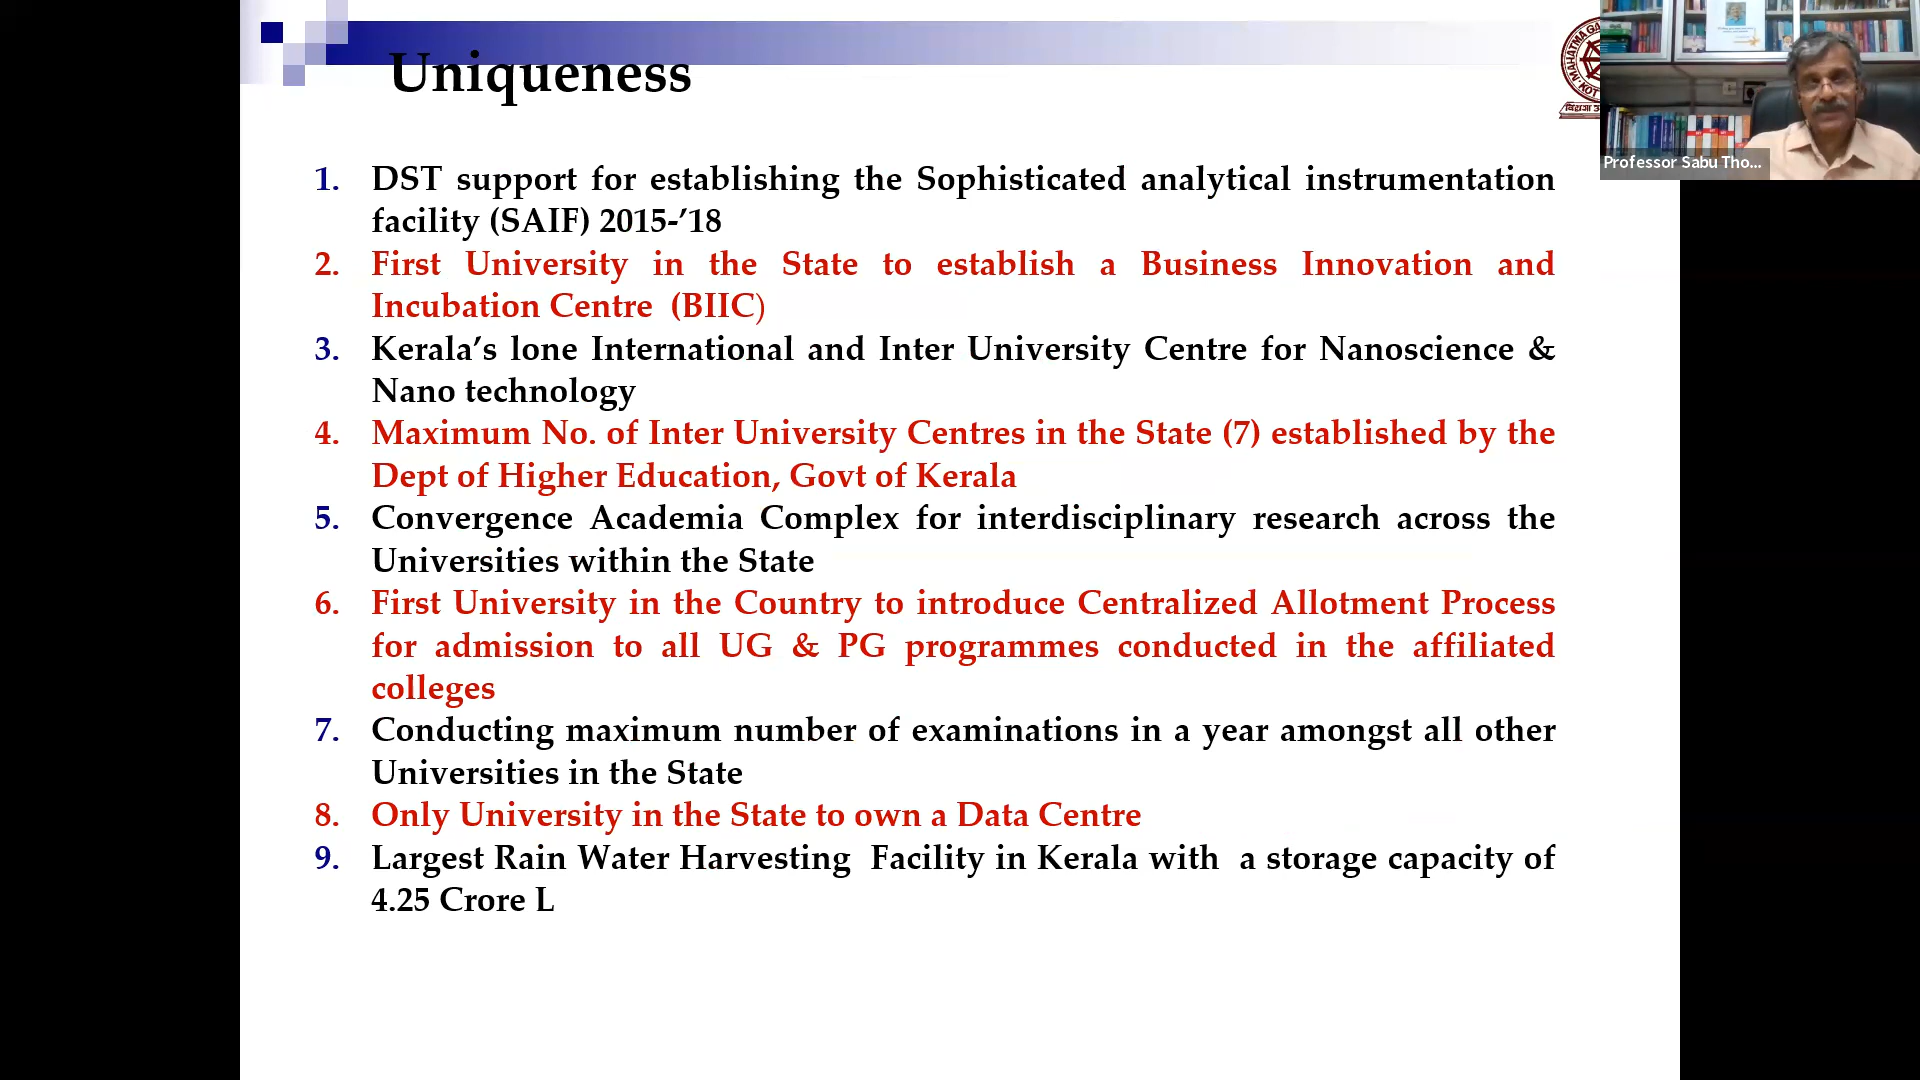 Uniqueness
1. DST support for establishing the Sophisticated analytical instrumentation
facility (SAIF) 2015-’18
2. First University in the State to establish a Business Innovation and
Incubation Centre (BIIC)
3. Kerala’s lone International and Inter University Centre for Nanoscience &
Nano technology
4. Maximum No. of Inter University Centres in the State (7) established by the
Dept of Higher Education, Govt of Kerala
5. Convergence Academia Complex for interdisciplinary research across the
Universities within the State
6. First University in the Country to introduce Centralized Allotment Process
for admission to all UG & PG programmes conducted in the affiliated
colleges
7. Conducting maximum number of examinations in a year amongst all other
Universities in the State
8. Only University in the State to own a Data Centre
9. Largest Rain Water Harvesting Facility in Kerala with a storage capacity of
4.25 Crore L
MAHATMA GA
KOT
Professor Sabu Tho...